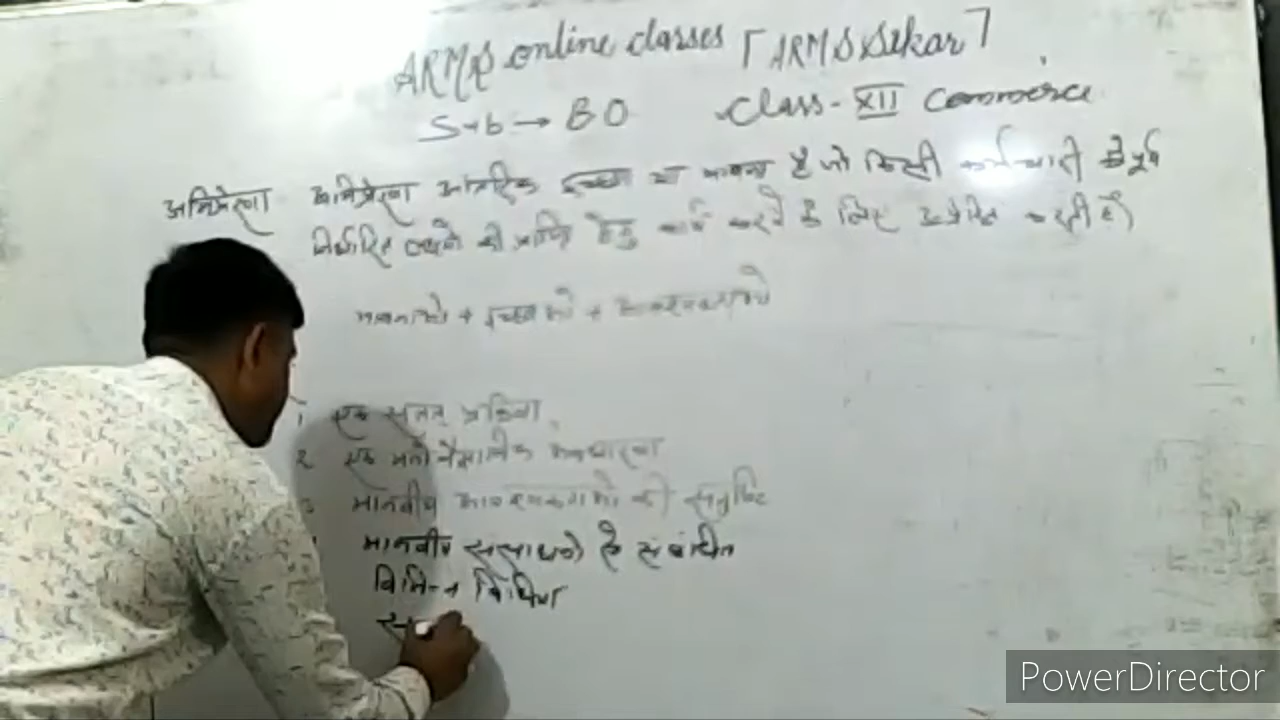 ARMS online classes [ARMS Sikar]
Sub → BO Class - XII Commerce
अभिप्रेरणा अभिप्रेरणा आंतरिक इच्छा या भावना है जो किसी कर्मचारी को पूर्व
निर्धारित लक्ष्यो की प्राप्ति हेतु कार्य करने के लिए उत्प्रेरित करती है)
भावनाओ + इच्छाओ + आवश्यकताओ
1 एक सतत् प्रक्रिया
2 एक मनोवैज्ञानिक अवधारणा
3 मानवीय आवश्यकताओ की संतुष्टि
मानवीय संसाधनो से संबंधित
विभिन्न विधिया
PowerDirector